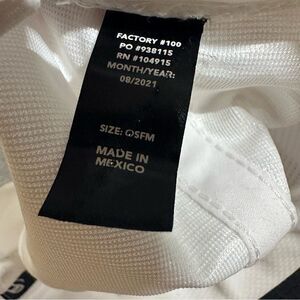 FACTORY #100
PO #938115
RN #104915
MONTH/YEAR:
08/2021
SIZE: OSFM
MADE IN
MEXICO